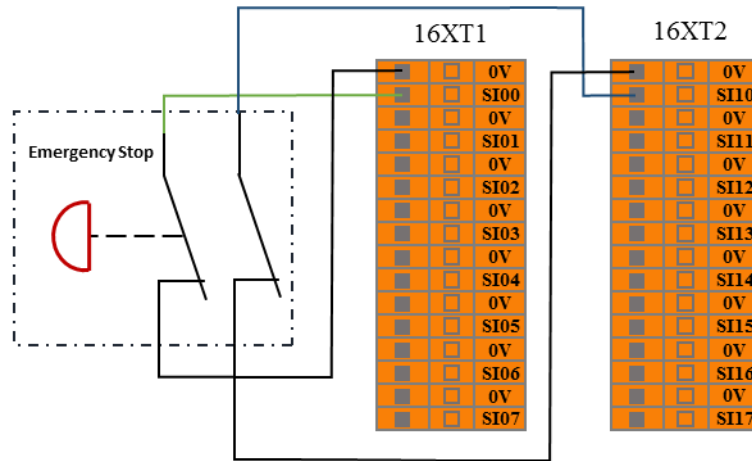 16XT1
16XT2
0V
SI00
0V
SI01
0V
SI02
0V
SI03
0V
SI04
0V
SI05
0V
SI06
0V
SI07
0V
SI10
0V
SI11
0V
SI12
0V
SI13
0V
SI14
0V
SI15
0V
SI16
0V
SI17
Emergency Stop